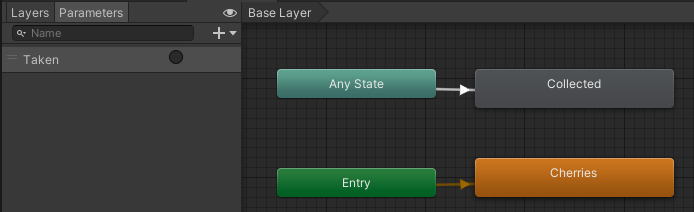 Layers Parameters Base Layer
Name
Taken
Any State Collected
Entry Cherries